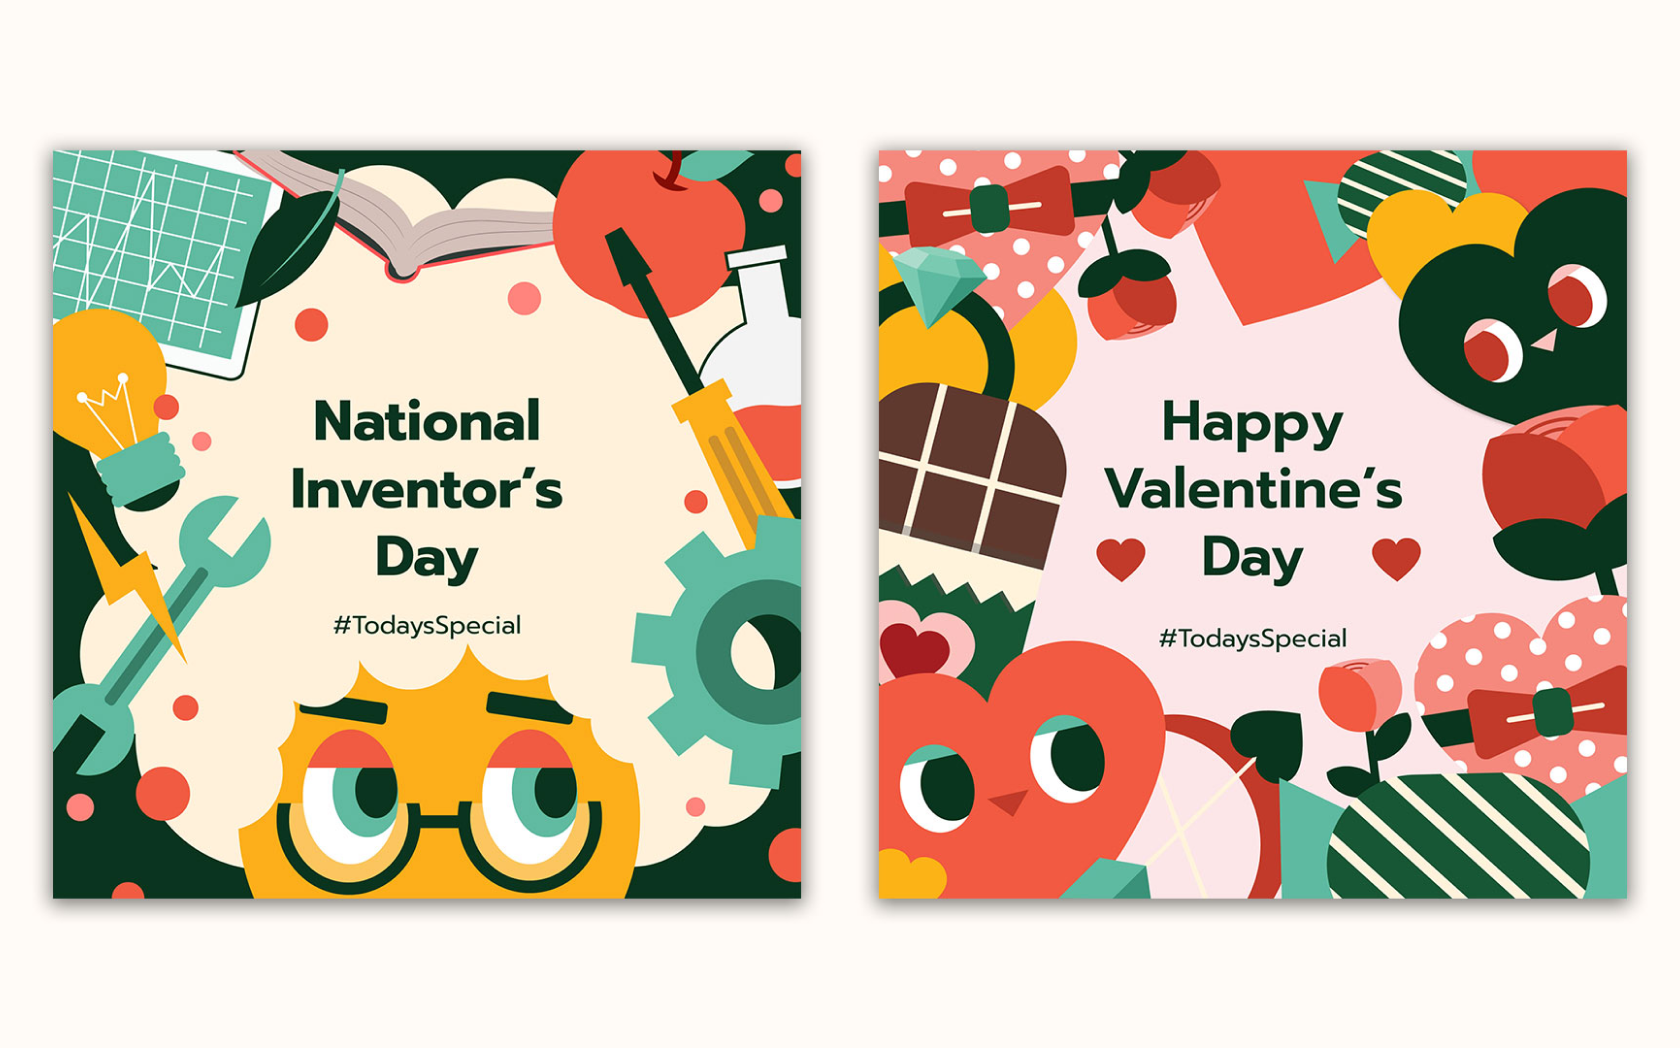 National
Inventor’s
Day
#TodaysSpecial
Happy
Valentine’s
Day
#TodaysSpecial